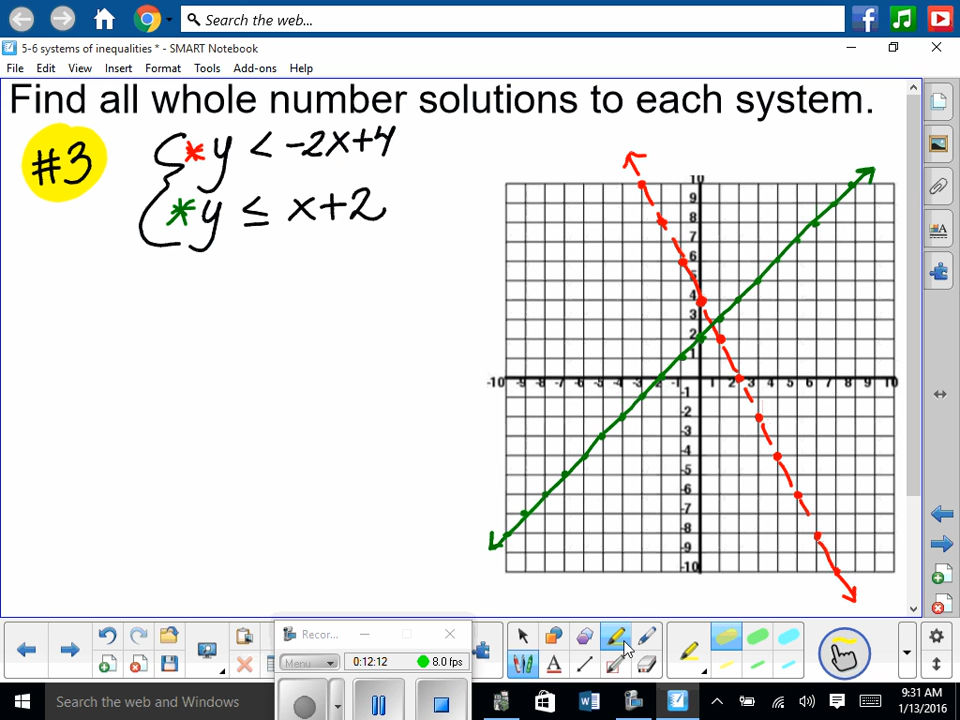 Search the web...
5-6 systems of inequalities * - SMART Notebook
File Edit View Insert Format Tools Add-ons Help
Find all whole number solutions to each system.
#3 * y < -2x+4
* y ≤ x+2
10
9
8
7
6
5
4
3
2
1
-10 -9 -8 -7 -6 -5 -4 -3 -2 -1 1 2 3 4 5 6 7 8 9 10
-1
-2
-3
-4
-5
-6
-7
-8
-9
-10
Recor...
Menu 0:12:12 8.0 fps
A
Search the web and Windows
9:31 AM
1/13/2016